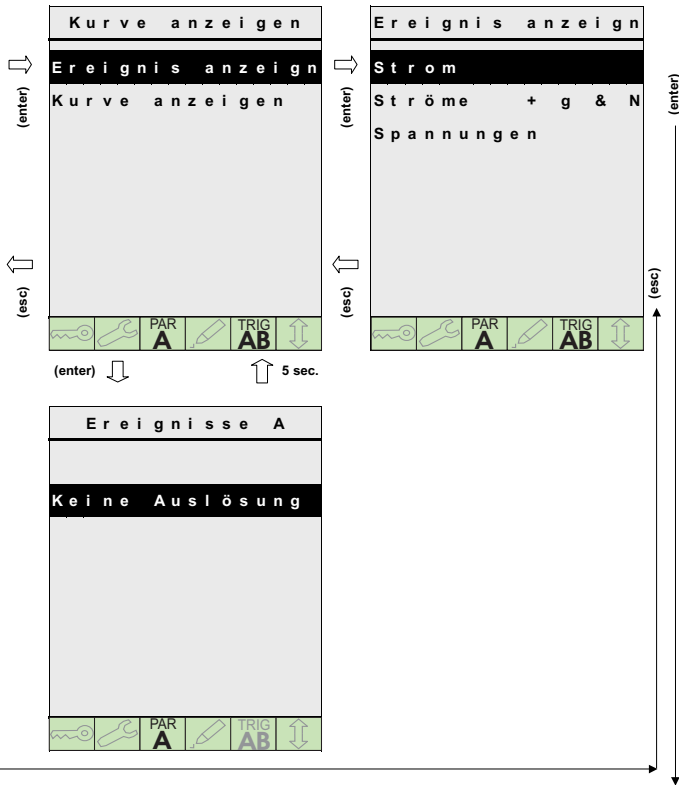 Kurve anzeigen
Ereignis anzeign
Kurve anzeigen
(enter)
(esc)
PAR
A
TRIG
AB
(enter)
5 sec.
Ereignis anzeign
Strom
Ströme + g & N
Spannungen
(enter)
(esc)
PAR
A
TRIG
AB
(enter)
(esc)
Ereignisse A
Keine Auslösung
PAR
A
TRIG
AB